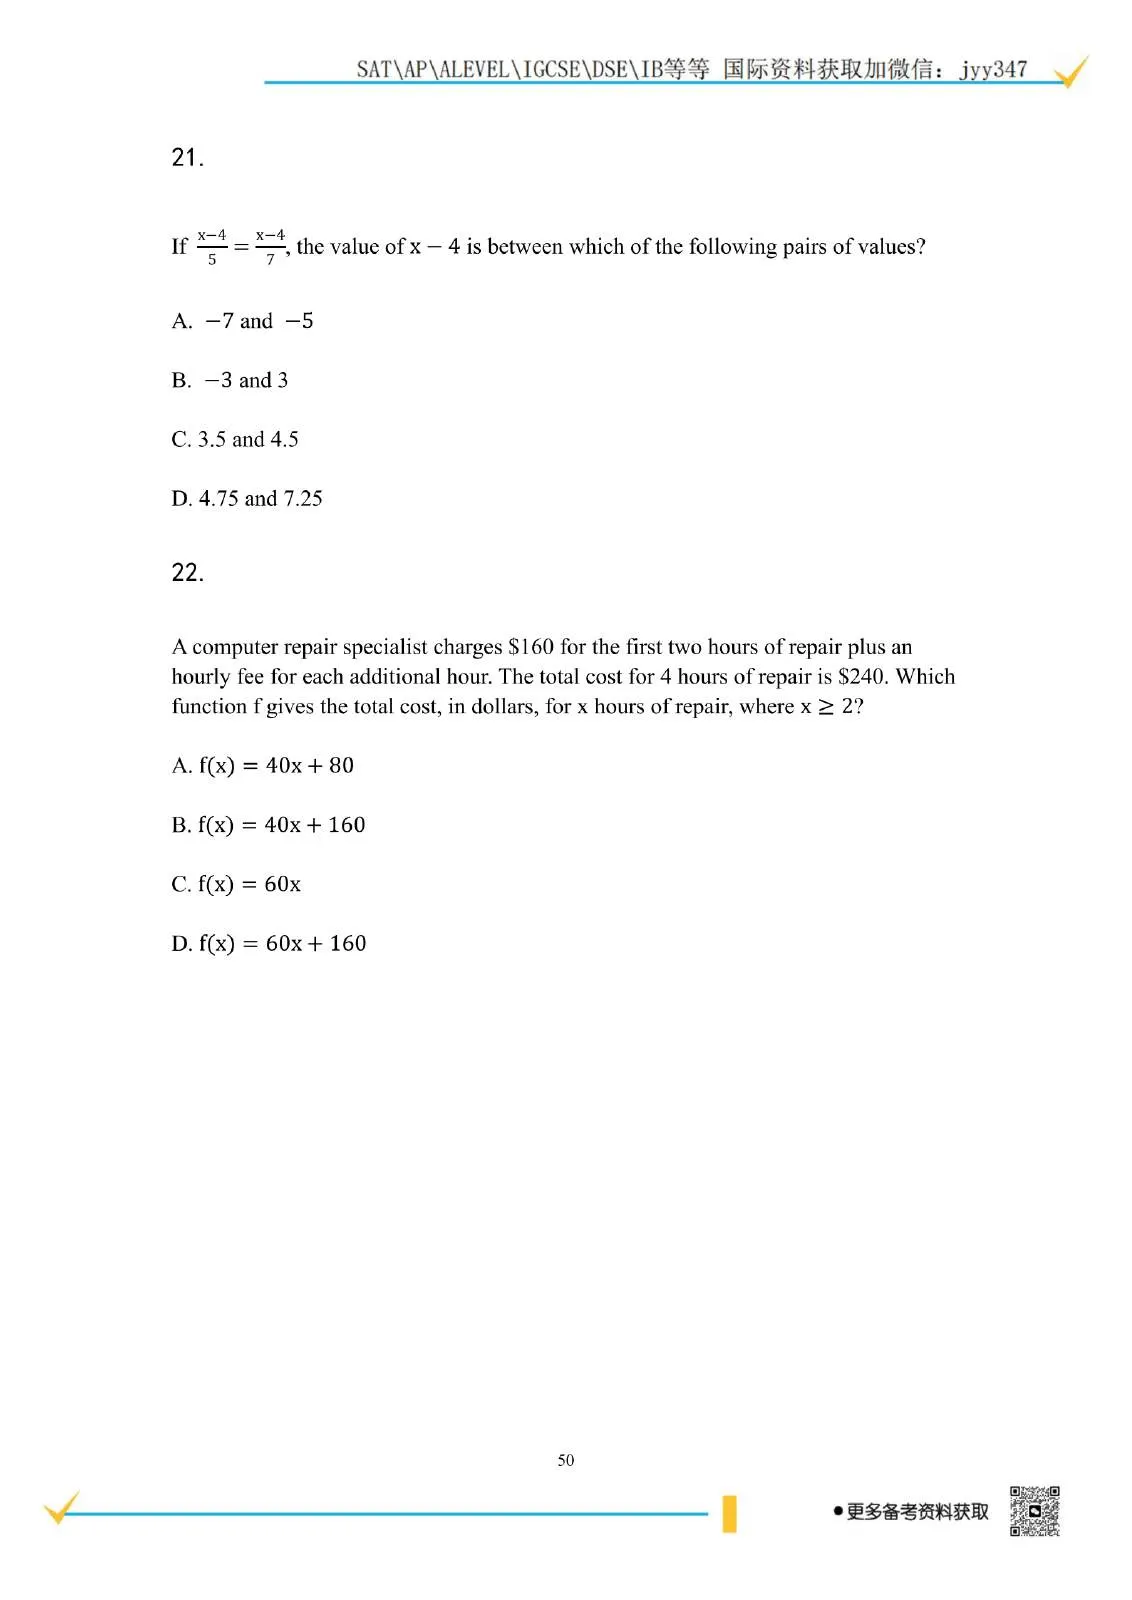 SAT\AP\ALEVEL\IGCSE\DSE\IB等等 国际资料获取加微信：jyy347
21.
If (x−4)/5 = (x−4)/7, the value of x − 4 is between which of the following pairs of values?
A. −7 and −5
B. −3 and 3
C. 3.5 and 4.5
D. 4.75 and 7.25
22.
A computer repair specialist charges $160 for the first two hours of repair plus an
hourly fee for each additional hour. The total cost for 4 hours of repair is $240. Which
function f gives the total cost, in dollars, for x hours of repair, where x ≥ 2?
A. f(x) = 40x + 80
B. f(x) = 40x + 160
C. f(x) = 60x
D. f(x) = 60x + 160
50
●更多备考资料获取